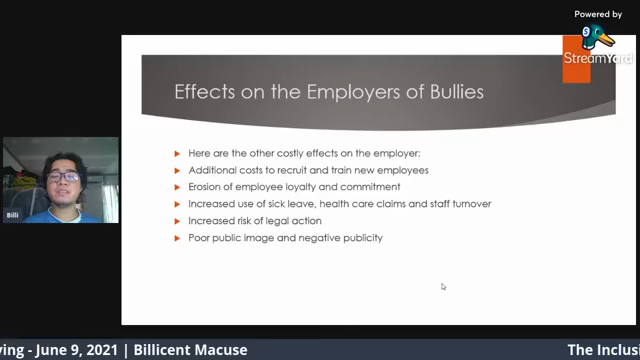 Powered by
StreamYard
Effects on the Employers of Bullies
Here are the other costly effects on the employer:
Additional costs to recruit and train new employees
Erosion of employee loyalty and commitment
Increased use of sick leave, health care claims and staff turnover
Increased risk of legal action
Poor public image and negative publicity
Billi
ving - June 9, 2021 | Billicent Macuse
The Inclusi